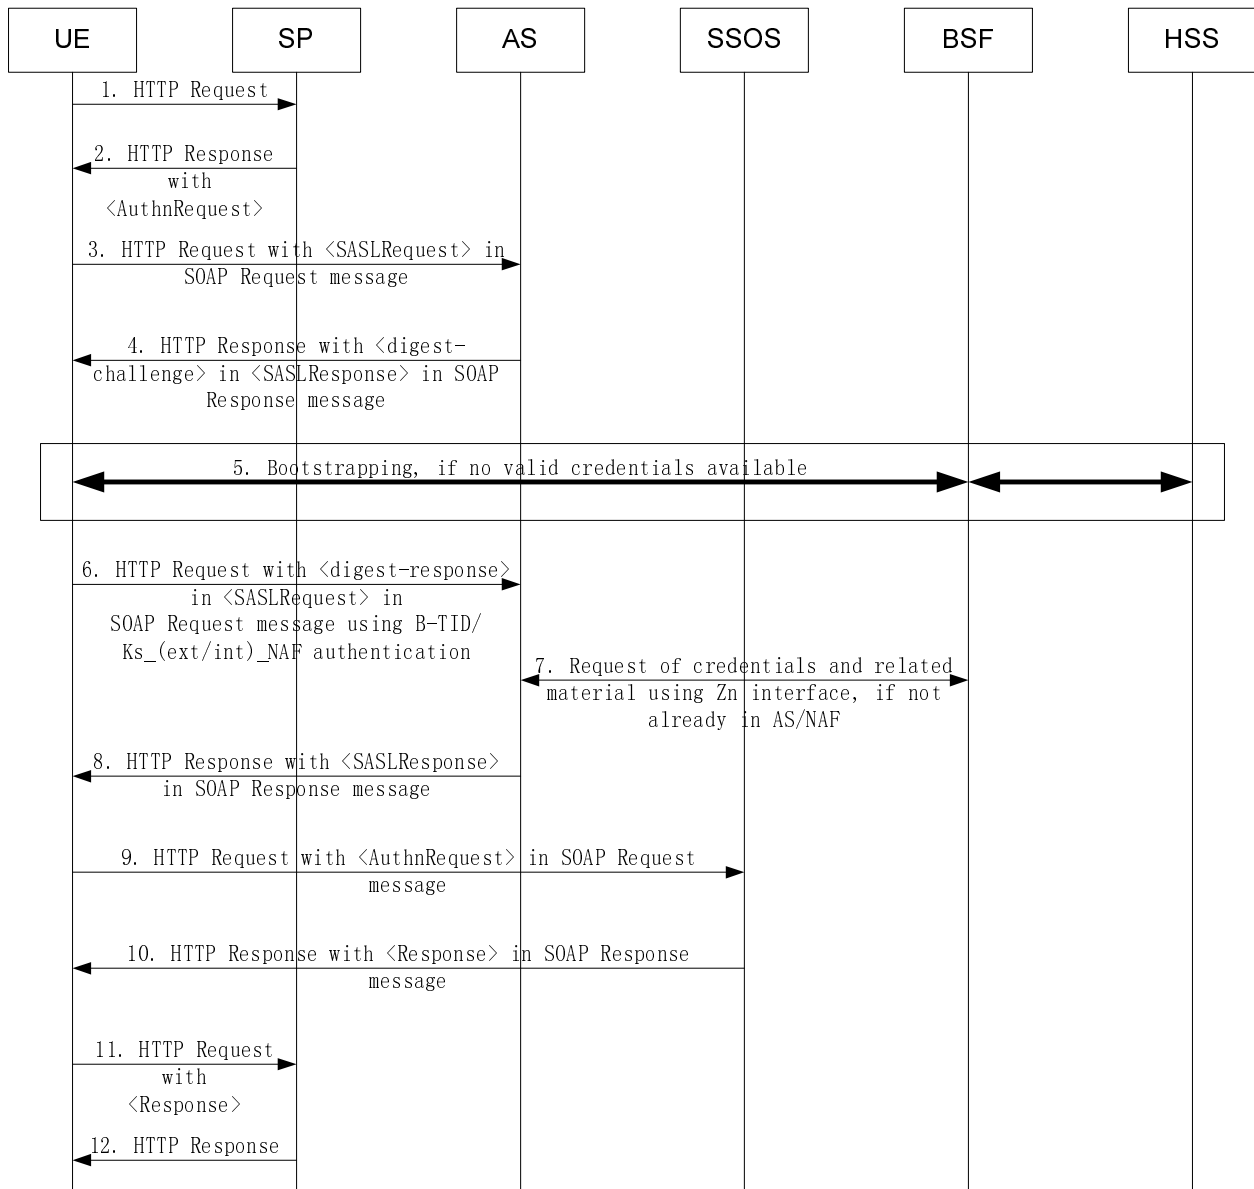 UE
SP
AS
SSOS
BSF
HSS
1. HTTP Request
2. HTTP Response
with
<AuthnRequest>
3. HTTP Request with <SASLRequest> in
SOAP Request message
4. HTTP Response with <digest-
challenge> in <SASLResponse> in SOAP
Response message
5. Bootstrapping, if no valid credentials available
6. HTTP Request with <digest-response>
in <SASLRequest> in
SOAP Request message using B-TID/
Ks_(ext/int)_NAF authentication
7. Request of credentials and related
material using Zn interface, if not
already in AS/NAF
8. HTTP Response with <SASLResponse>
in SOAP Response message
9. HTTP Request with <AuthnRequest> in SOAP Request
message
10. HTTP Response with <Response> in SOAP Response
message
11. HTTP Request
with
<Response>
12. HTTP Response